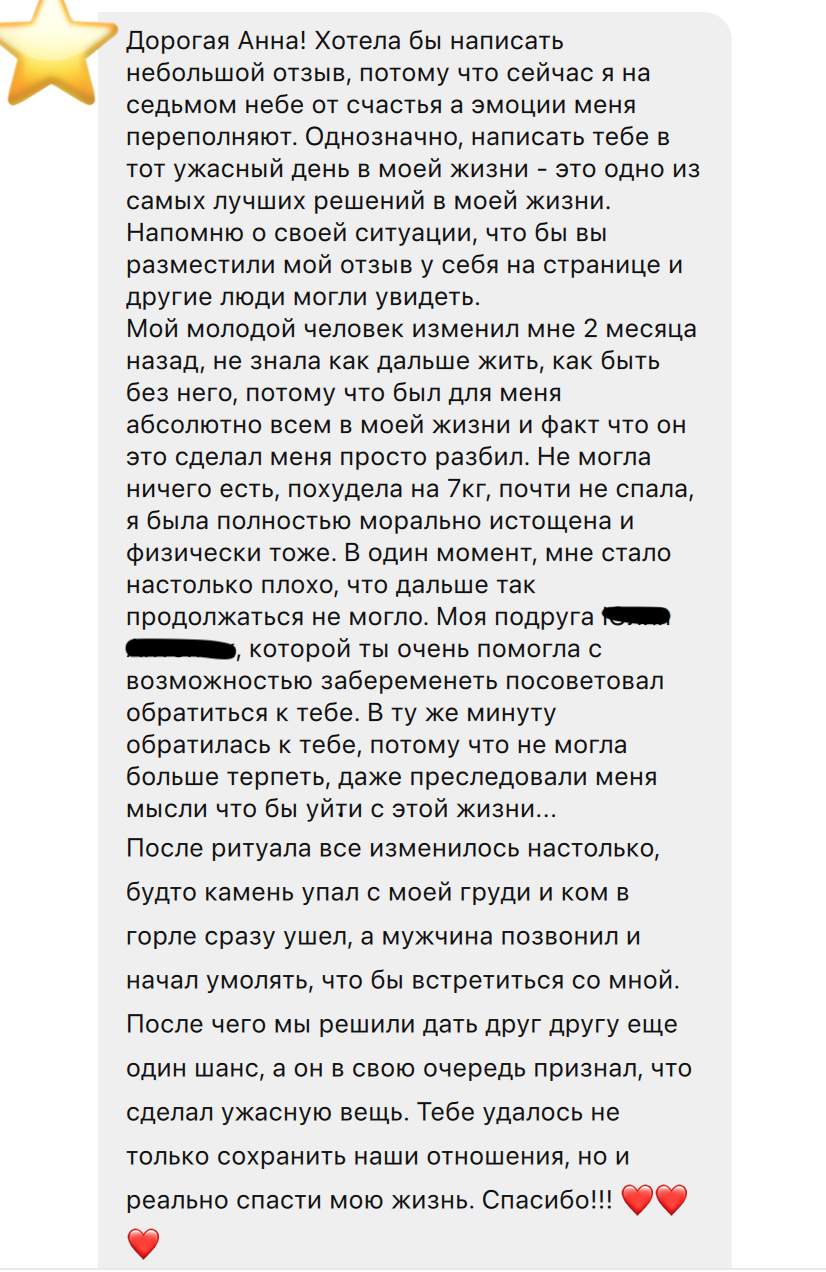 Дорогая Анна! Хотела бы написать
небольшой отзыв, потому что сейчас я на
седьмом небе от счастья а эмоции меня
переполняют. Однозначно, написать тебе в
тот ужасный день в моей жизни - это одно из
самых лучших решений в моей жизни.
Напомню о своей ситуации, что бы вы
разместили мой отзыв у себя на странице и
другие люди могли увидеть.
Мой молодой человек изменил мне 2 месяца
назад, не знала как дальше жить, как быть
без него, потому что был для меня
абсолютно всем в моей жизни и факт что он
это сделал меня просто разбил. Не могла
ничего есть, похудела на 7кг, почти не спала,
я была полностью морально истощена и
физически тоже. В один момент, мне стало
настолько плохо, что дальше так
продолжаться не могло. Моя подруга
, которой ты очень помогла с
возможностью забеременеть посоветовал
обратиться к тебе. В ту же минуту
обратилась к тебе, потому что не могла
больше терпеть, даже преследовали меня
мысли что бы уйти с этой жизни...
После ритуала все изменилось настолько,
будто камень упал с моей груди и ком в
горле сразу ушел, а мужчина позвонил и
начал умолять, что бы встретиться со мной.
После чего мы решили дать друг другу еще
один шанс, а он в свою очередь признал, что
сделал ужасную вещь. Тебе удалось не
только сохранить наши отношения, но и
реально спасти мою жизнь. Спасибо!!! ❤️❤️
❤️